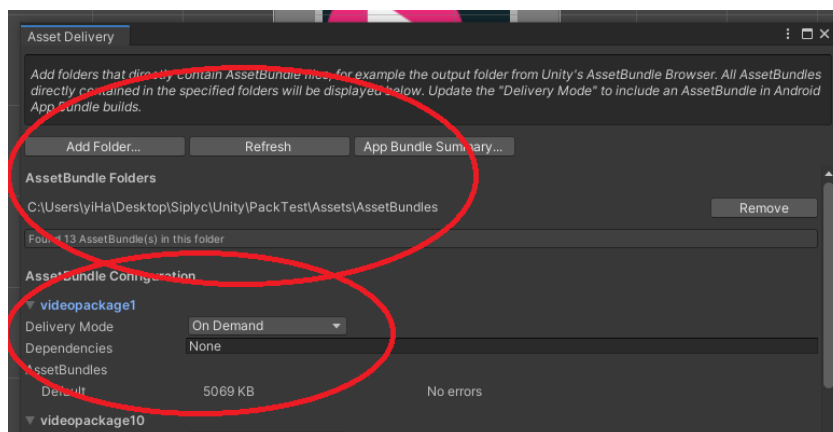 Asset Delivery
Add folders that directly contain AssetBundle files, for example the output folder from Unity's AssetBundle Browser. All AssetBundles
directly contained in the specified folders will be displayed below. Update the "Delivery Mode" to include an AssetBundle in Android
App Bundle builds.
Add Folder... Refresh App Bundle Summary...
AssetBundle Folders
C:\Users\yiHa\Desktop\Siplyc\Unity\PackTest\Assets\AssetBundles Remove
Found 13 AssetBundle(s) in this folder
AssetBundle Configuration
videopackage1
Delivery Mode On Demand
Dependencies None
AssetBundles
Default 5069 KB No errors
videopackage10